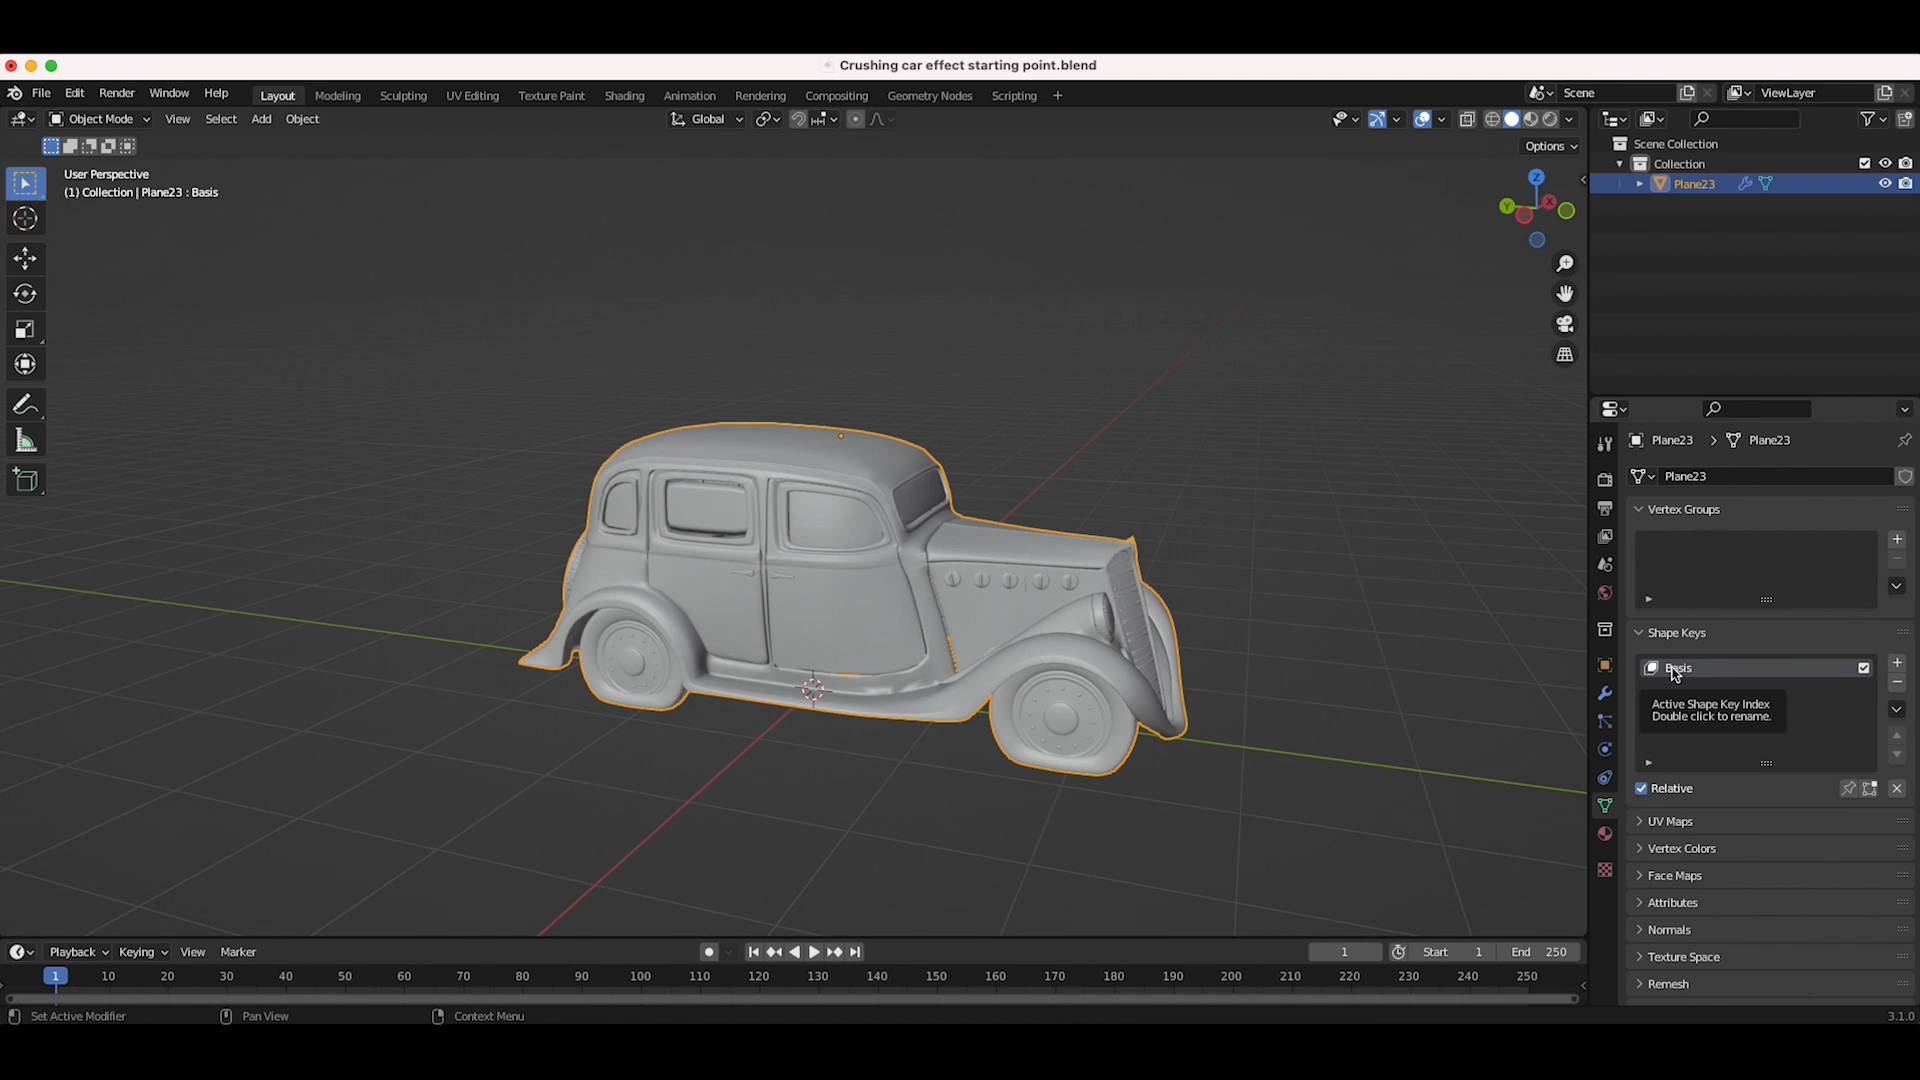 Crushing car effect starting point.blend
File Edit Render Window Help Layout Modeling Sculpting UV Editing Texture Paint Shading Animation Rendering Compositing Geometry Nodes Scripting + Scene ViewLayer
Object Mode View Select Add Object Global
Options
User Perspective
(1) Collection | Plane23 : Basis
Z
Y
X
Scene Collection
Collection
Plane23
Plane23 > Plane23
Plane23
Vertex Groups
Shape Keys
Basis
Active Shape Key Index
Double click to rename.
Relative
UV Maps
Vertex Colors
Face Maps
Attributes
Normals
Texture Space
Remesh
Playback Keying View Marker 1 Start 1 End 250
1 10 20 30 40 50 60 70 80 90 100 110 120 130 140 150 160 170 180 190 200 210 220 230 240 250
Set Active Modifier Pan View Context Menu 3.1.0